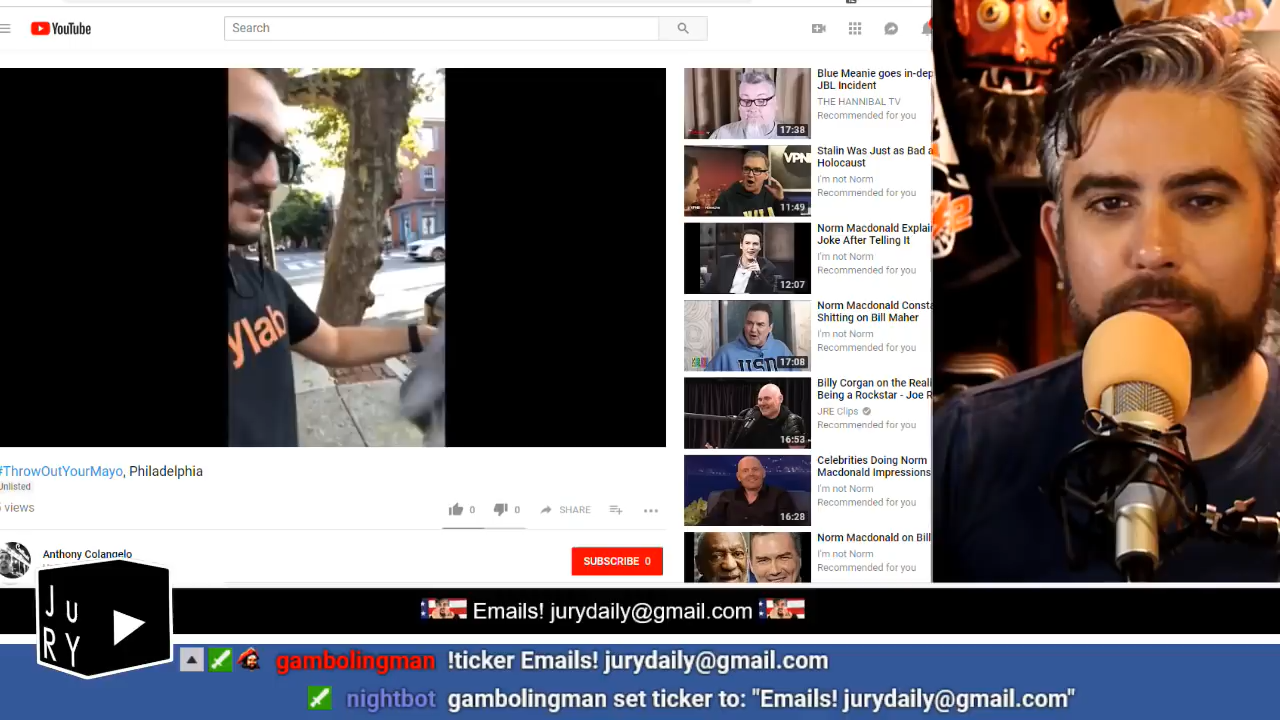 YouTube
Search
Blue Meanie goes in-dep
JBL Incident
THE HANNIBAL TV
Recommended for you
17:38
Stalin Was Just as Bad a
Holocaust
I'm not Norm
Recommended for you
VPN
11:49
Norm Macdonald Explai
Joke After Telling It
I'm not Norm
Recommended for you
12:07
Norm Macdonald Consta
Shitting on Bill Maher
I'm not Norm
Recommended for you
17:08
Billy Corgan on the Reali
Being a Rockstar - Joe R
JRE Clips
Recommended for you
16:53
Celebrities Doing Norm
Macdonald Impressions
I'm not Norm
Recommended for you
16:28
Norm Macdonald on Bill
I'm not Norm
Recommended for you
ylab
#ThrowOutYourMayo, Philadelphia
Unlisted
views
0
0
SHARE
Anthony Colangelo
SUBSCRIBE 0
JURY
Emails! jurydaily@gmail.com
gambolingman !ticker Emails! jurydaily@gmail.com
nightbot gambolingman set ticker to: "Emails! jurydaily@gmail.com"